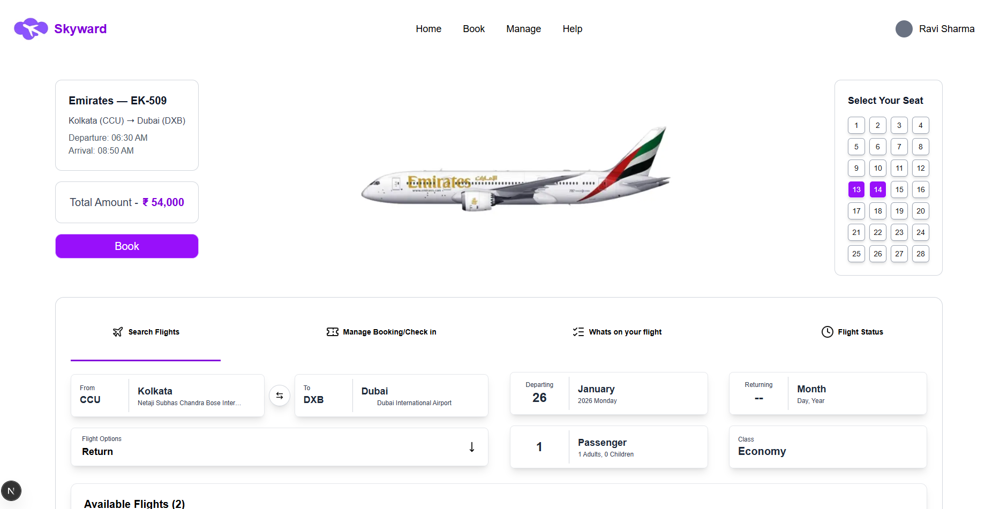 Skyward
Home Book Manage Help
Ravi Sharma
Emirates — EK-509
Kolkata (CCU) → Dubai (DXB)
Departure: 06:30 AM
Arrival: 08:50 AM
Total Amount - ₹ 54,000
Book
Emirates الإمارات
www.emirates.com
787
Select Your Seat
1 2 3 4
5 6 7 8
9 10 11 12
13 14 15 16
17 18 19 20
21 22 23 24
25 26 27 28
Search Flights
Manage Booking/Check in
Whats on your flight
Flight Status
From
CCU
Kolkata
Netaji Subhas Chandra Bose Inter...
To
DXB
Dubai
Dubai International Airport
Departing
26
January
2026 Monday
Returning
--
Month
Day, Year
Flight Options
Return
1
Passenger
1 Adults, 0 Children
Class
Economy
N
Available Flights (2)